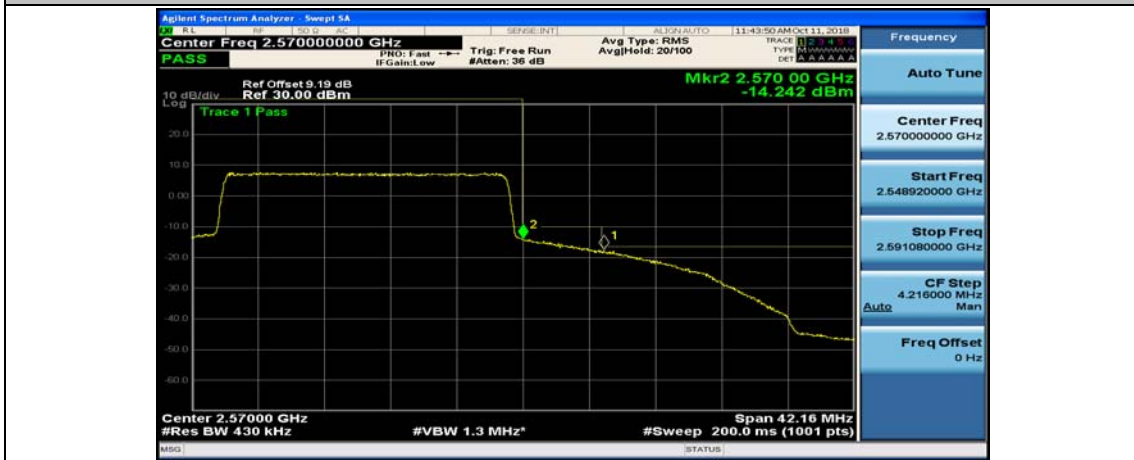 Agilent Spectrum Analyzer - Swept SA
RL RF 50 Ω AC SENSE:INT ALIGN AUTO 11:43:50 AM Oct 11, 2018
Center Freq 2.570000000 GHz
PASS
PNO: Fast
IFGain:Low
Trig: Free Run
#Atten: 36 dB
Avg Type: RMS
Avg|Hold: 20/100
TRACE 1 2 3 4 5 6
TYPE M
DET A A A A A A
Ref Offset 9.19 dB
Mkr2 2.570 00 GHz
10 dB/div Ref 30.00 dBm
-14.242 dBm
Log
Trace 1 Pass
20.0
10.0
0.00
-10.0
-20.0
-30.0
-40.0
-50.0
-60.0
2
1
Center 2.57000 GHz
Span 42.16 MHz
#Res BW 430 kHz
#VBW 1.3 MHz*
#Sweep 200.0 ms (1001 pts)
MSG
STATUS
Frequency
Auto Tune
Center Freq
2.570000000 GHz
Start Freq
2.548920000 GHz
Stop Freq
2.591080000 GHz
CF Step
4.216000 MHz
Auto Man
Freq Offset
0 Hz